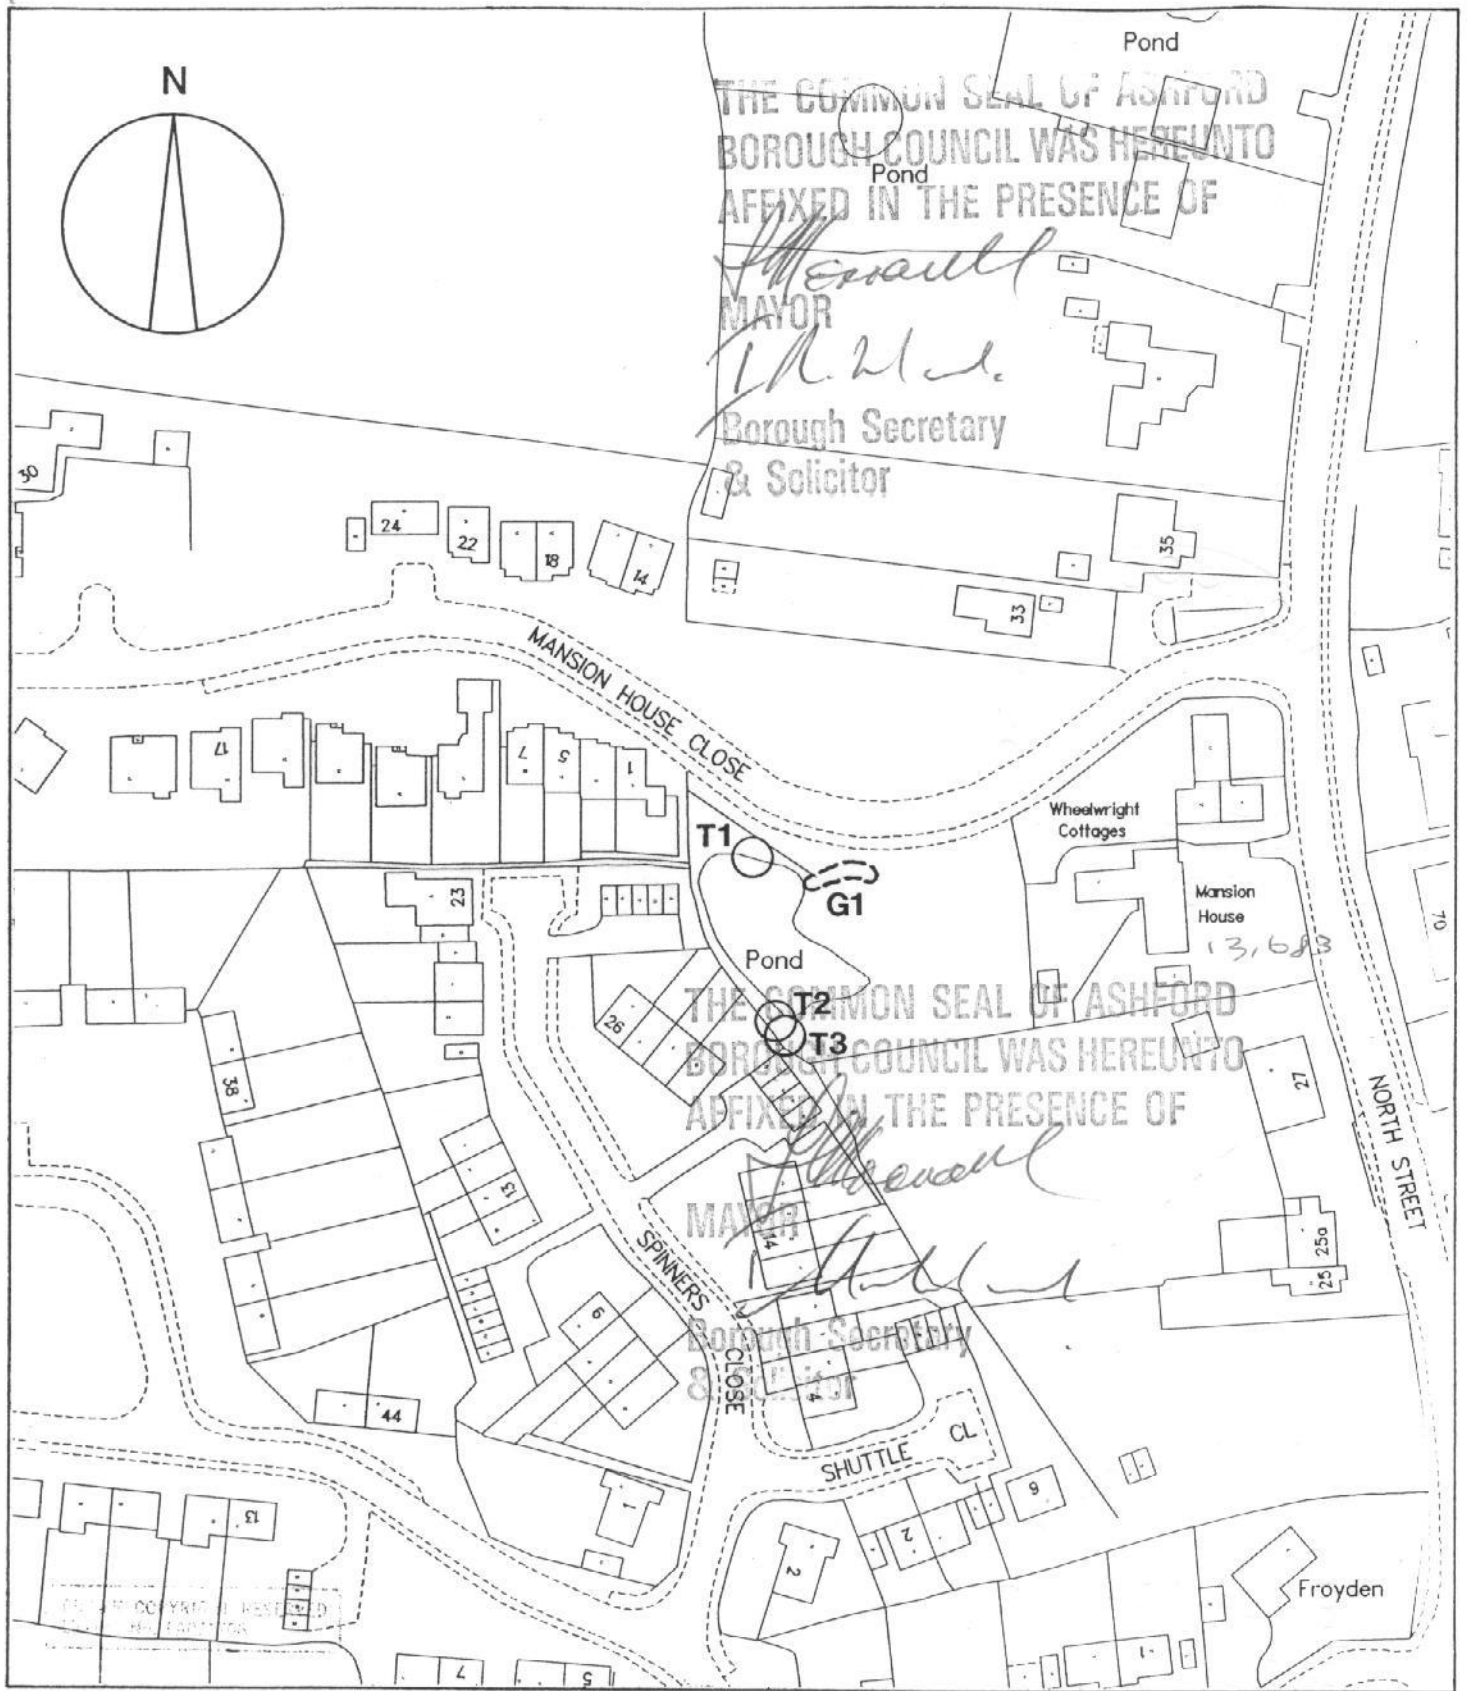 N
Pond
THE COMMON SEAL OF ASHFORD
BOROUGH COUNCIL WAS HEREUNTO
Pond
AFFIXED IN THE PRESENCE OF
MAYOR
Borough Secretary
& Solicitor
30
24
22
18
14
35
33
MANSION HOUSE CLOSE
17
7
5
1
Wheelwright
Cottages
T1
G1
Mansion
House
13,683
23
70
Pond
26
T2
T3
THE COMMON SEAL OF ASHFORD
BOROUGH COUNCIL WAS HEREUNTO
AFFIXED IN THE PRESENCE OF
38
27
NORTH STREET
13
MAYOR
14
SPINNERS CLOSE
25a
25
9
Borough Secretary
& Solicitor
4
44
SHUTTLE CL
1
6
2
2
13
Froyden
7
5
1